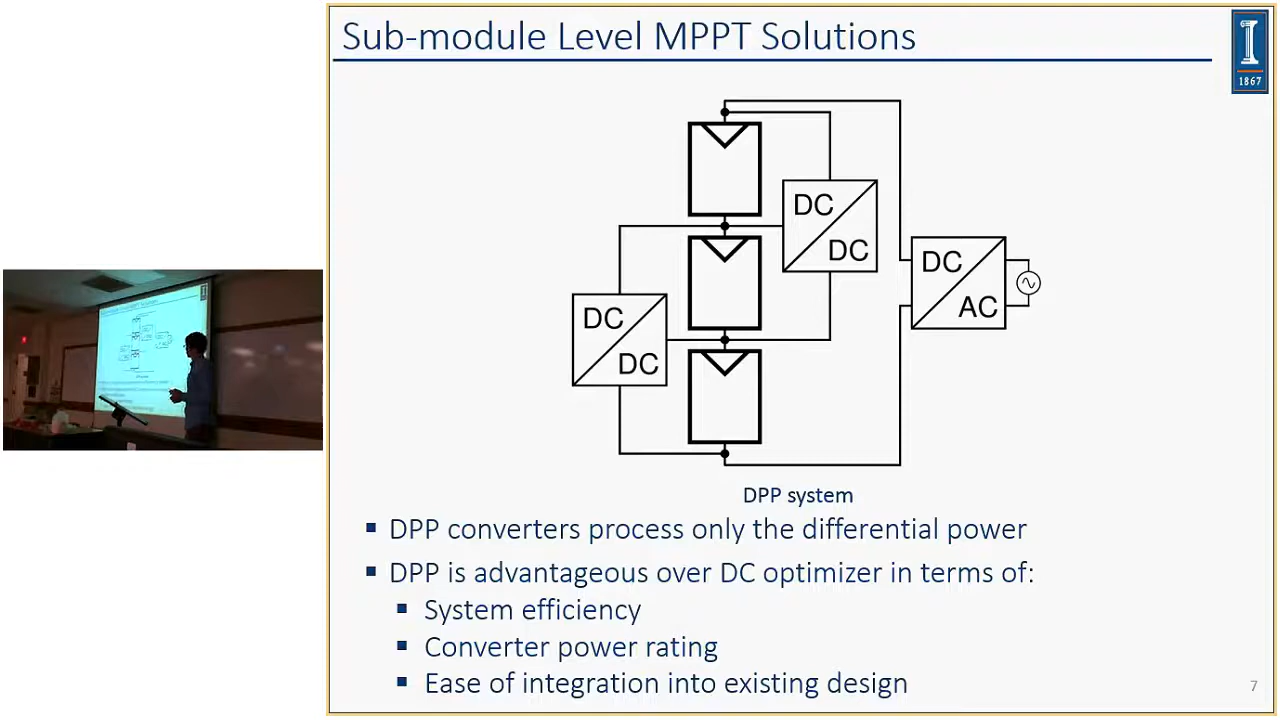 Sub-module Level MPPT Solutions
1867
DC
DC
DC
AC
DC
DC
DPP system
▪ DPP converters process only the differential power
▪ DPP is advantageous over DC optimizer in terms of:
▪ System efficiency
▪ Converter power rating
▪ Ease of integration into existing design
7